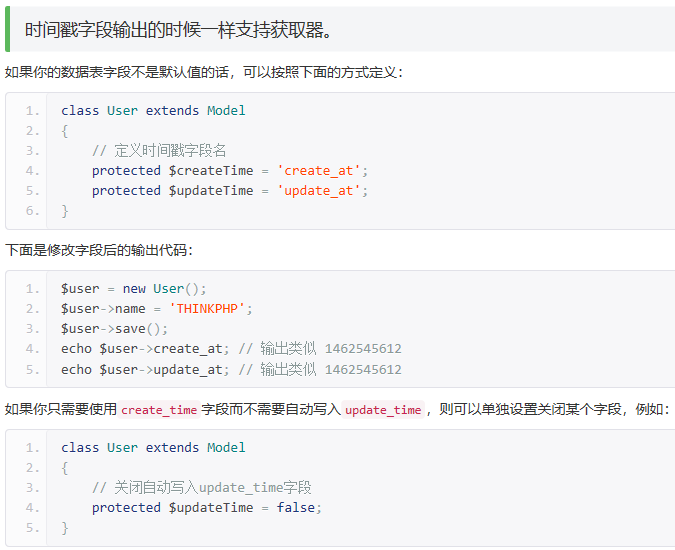 时间戳字段输出的时候一样支持获取器。
如果你的数据表字段不是默认值的话，可以按照下面的方式定义：
1. class User extends Model
2. {
3.     // 定义时间戳字段名
4.     protected $createTime = 'create_at';
5.     protected $updateTime = 'update_at';
6. }
下面是修改字段后的输出代码：
1. $user = new User();
2. $user->name = 'THINKPHP';
3. $user->save();
4. echo $user->create_at; // 输出类似 1462545612
5. echo $user->update_at; // 输出类似 1462545612
如果你只需要使用 create_time 字段而不需要自动写入 update_time，则可以单独设置关闭某个字段，例如：
1. class User extends Model
2. {
3.     // 关闭自动写入update_time字段
4.     protected $updateTime = false;
5. }